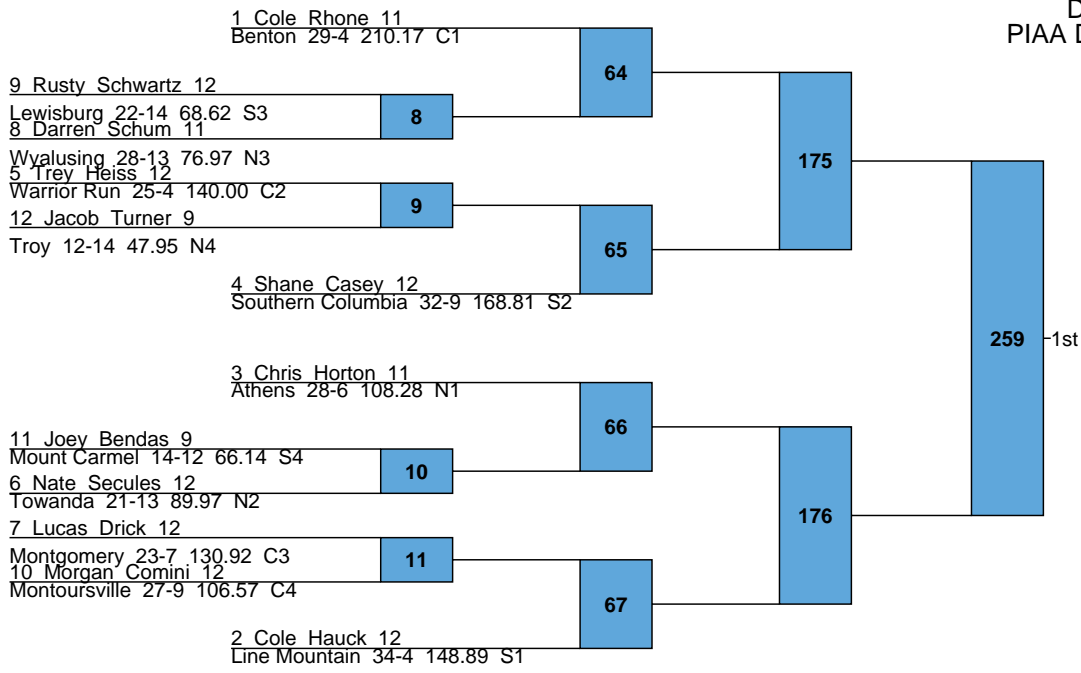 D
PIAA D
1 Cole Rhone 11
Benton 29-4 210.17 C1
64
9 Rusty Schwartz 12
Lewisburg 22-14 68.62 S3
8
8 Darren Schum 11
Wyalusing 28-13 76.97 N3
175
5 Trey Heiss 12
Warrior Run 25-4 140.00 C2
9
12 Jacob Turner 9
Troy 12-14 47.95 N4
65
4 Shane Casey 12
Southern Columbia 32-9 168.81 S2
259
1st
3 Chris Horton 11
Athens 28-6 108.28 N1
66
11 Joey Bendas 9
Mount Carmel 14-12 66.14 S4
10
6 Nate Secules 12
Towanda 21-13 89.97 N2
176
7 Lucas Drick 12
Montgomery 23-7 130.92 C3
11
10 Morgan Comini 12
Montoursville 27-9 106.57 C4
67
2 Cole Hauck 12
Line Mountain 34-4 148.89 S1